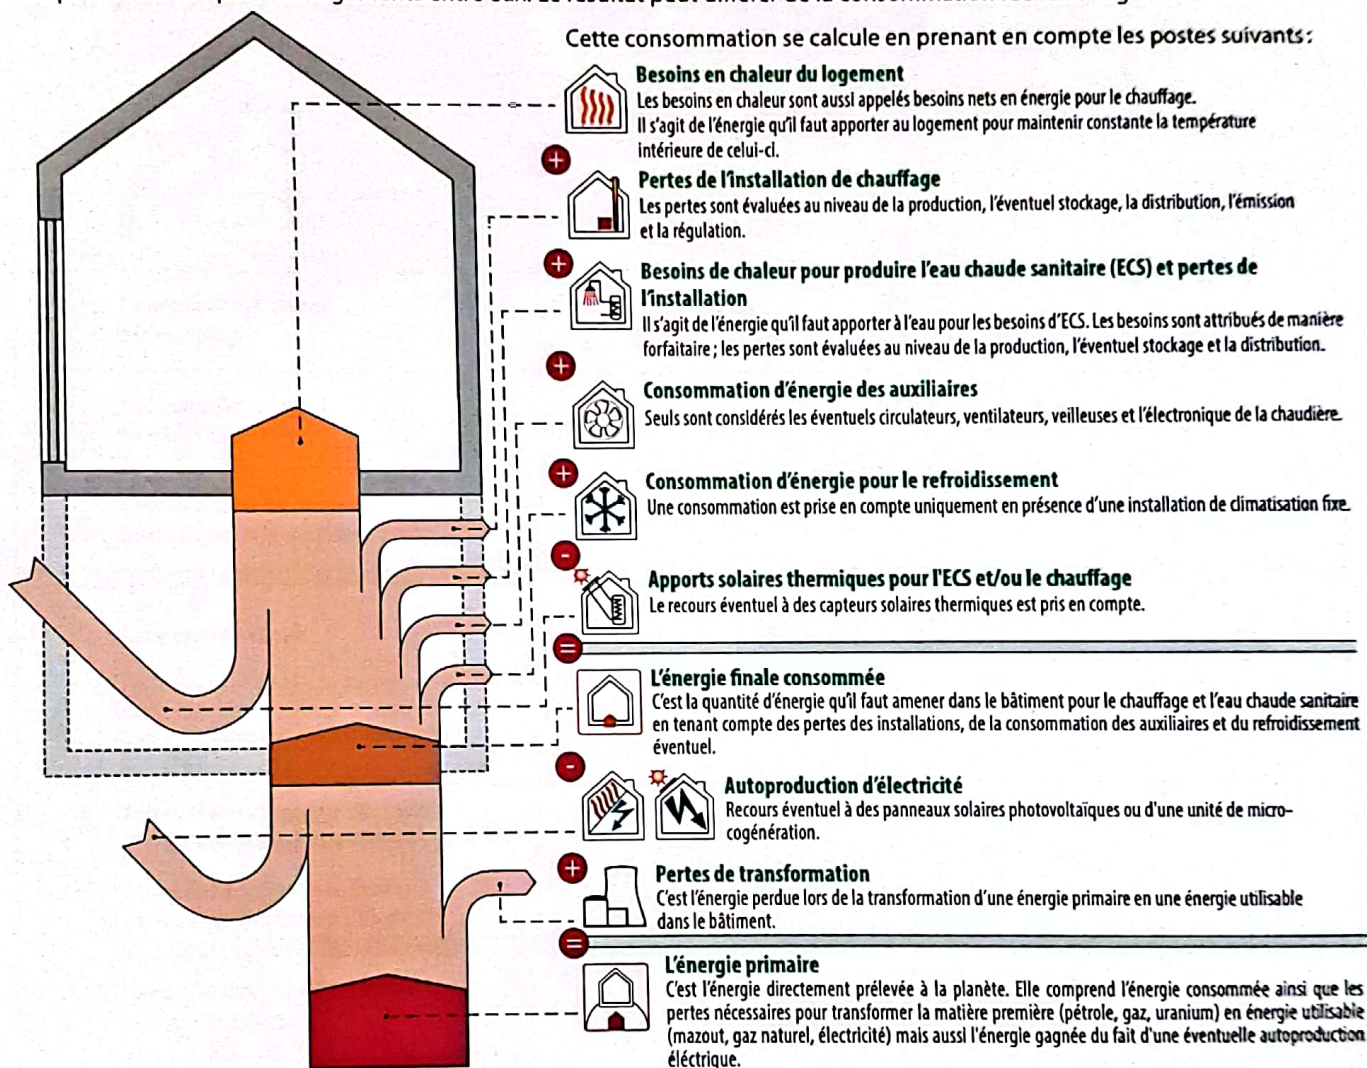 Cette consommation se calcule en prenant en compte les postes suivants:
Besoins en chaleur du logement
Les besoins en chaleur sont aussi appelés besoins nets en énergie pour le chauffage.
Il s'agit de l'énergie qu'il faut apporter au logement pour maintenir constante la température
intérieure de celui-ci.
+
Pertes de l'installation de chauffage
Les pertes sont évaluées au niveau de la production, l'éventuel stockage, la distribution, l'émission
et la régulation.
+
Besoins de chaleur pour produire l'eau chaude sanitaire (ECS) et pertes de
l'installation
Il s'agit de l'énergie qu'il faut apporter à l'eau pour les besoins d'ECS. Les besoins sont attribués de manière
forfaitaire; les pertes sont évaluées au niveau de la production, l'éventuel stockage et la distribution.
+
Consommation d'énergie des auxiliaires
Seuls sont considérés les éventuels circulateurs, ventilateurs, veilleuses et l'électronique de la chaudière.
+
Consommation d'énergie pour le refroidissement
Une consommation est prise en compte uniquement en présence d'une installation de climatisation fixe.
-
Apports solaires thermiques pour l'ECS et/ou le chauffage
Le recours éventuel à des capteurs solaires thermiques est pris en compte.
=
L'énergie finale consommée
C'est la quantité d'énergie qu'il faut amener dans le bâtiment pour le chauffage et l'eau chaude sanitaire
en tenant compte des pertes des installations, de la consommation des auxiliaires et du refroidissement
éventuel.
-
Autoproduction d'électricité
Recours éventuel à des panneaux solaires photovoltaïques ou d'une unité de micro-
cogénération.
+
Pertes de transformation
C'est l'énergie perdue lors de la transformation d'une énergie primaire en une énergie utilisable
dans le bâtiment.
=
L'énergie primaire
C'est l'énergie directement prélevée à la planète. Elle comprend l'énergie consommée ainsi que les
pertes nécessaires pour transformer la matière première (pétrole, gaz, uranium) en énergie utilisable
(mazout, gaz naturel, électricité) mais aussi l'énergie gagnée du fait d'une éventuelle autoproduction
éléctrique.